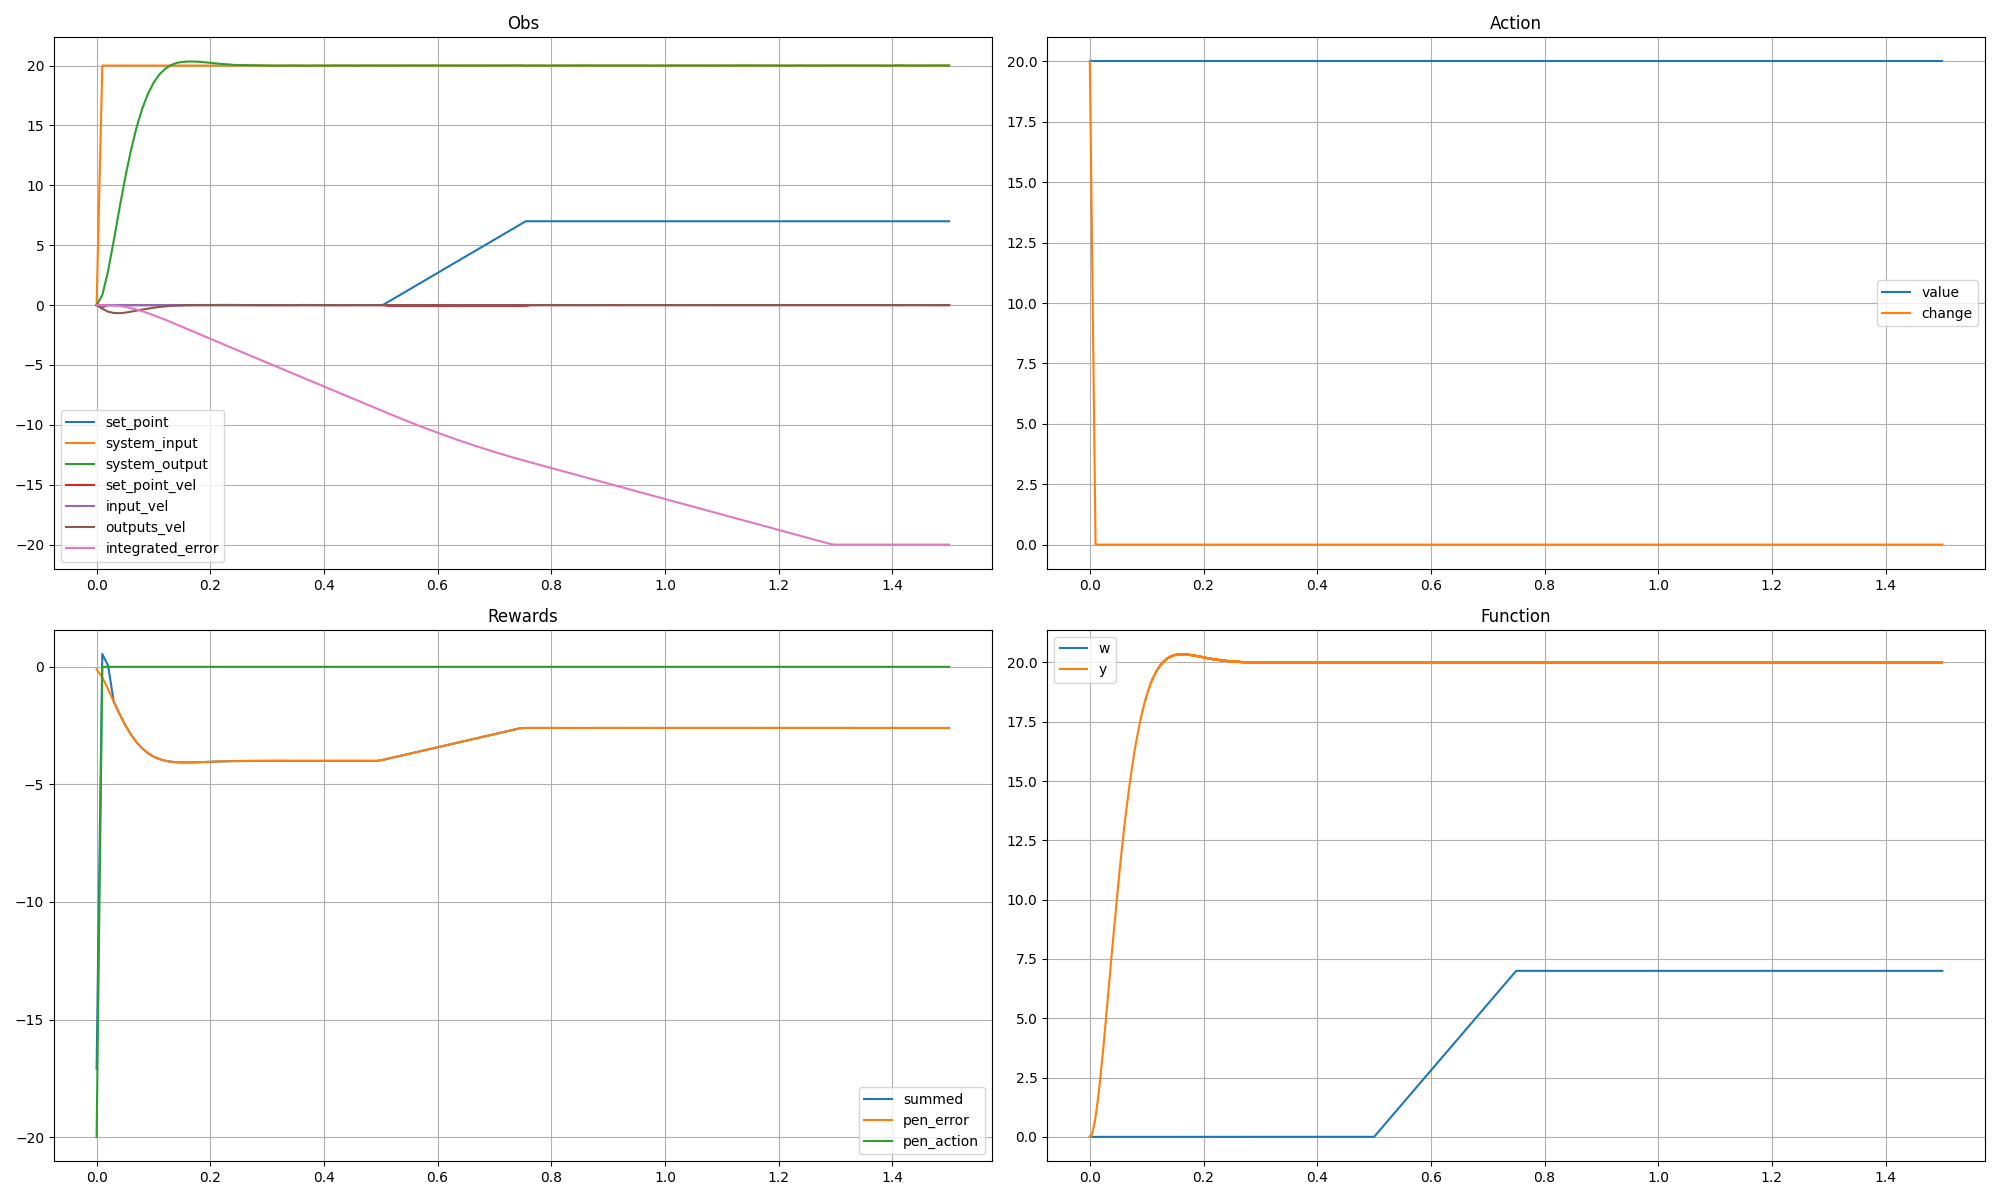 Obs
20
15
10
5
0
−5
−10
−15
−20
set_point
system_input
system_output
set_point_vel
input_vel
outputs_vel
integrated_error
0.0 0.2 0.4 0.6 0.8 1.0 1.2 1.4
Action
20.0
17.5
15.0
12.5
10.0
7.5
5.0
2.5
0.0
value
change
0.0 0.2 0.4 0.6 0.8 1.0 1.2 1.4
Rewards
0
−5
−10
−15
−20
summed
pen_error
pen_action
0.0 0.2 0.4 0.6 0.8 1.0 1.2 1.4
Function
w
y
20.0
17.5
15.0
12.5
10.0
7.5
5.0
2.5
0.0
0.0 0.2 0.4 0.6 0.8 1.0 1.2 1.4